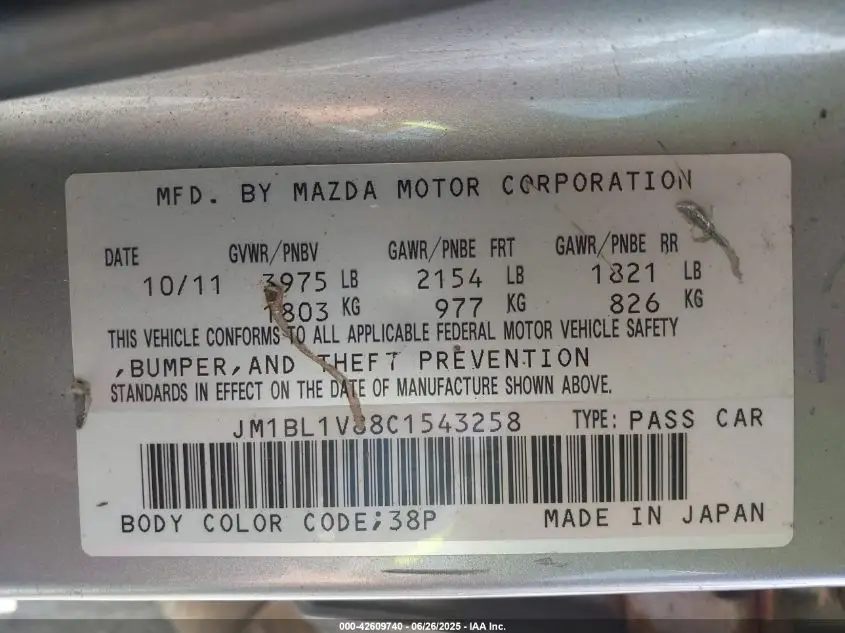 MFD. BY MAZDA MOTOR CORPORATION
DATE GVWR/PNBV GAWR/PNBE FRT GAWR/PNBE RR
10/11 3975 LB 2154 LB 1821 LB
1803 KG 977 KG 826 KG
THIS VEHICLE CONFORMS TO ALL APPLICABLE FEDERAL MOTOR VEHICLE SAFETY
,BUMPER,AND THEFT PREVENTION
STANDARDS IN EFFECT ON THE DATE OF MANUFACTURE SHOWN ABOVE.
JM1BL1V88C1543258 TYPE: PASS CAR
BODY COLOR CODE;38P MADE IN JAPAN
000-42609740 - 06/26/2025 - IAA Inc.